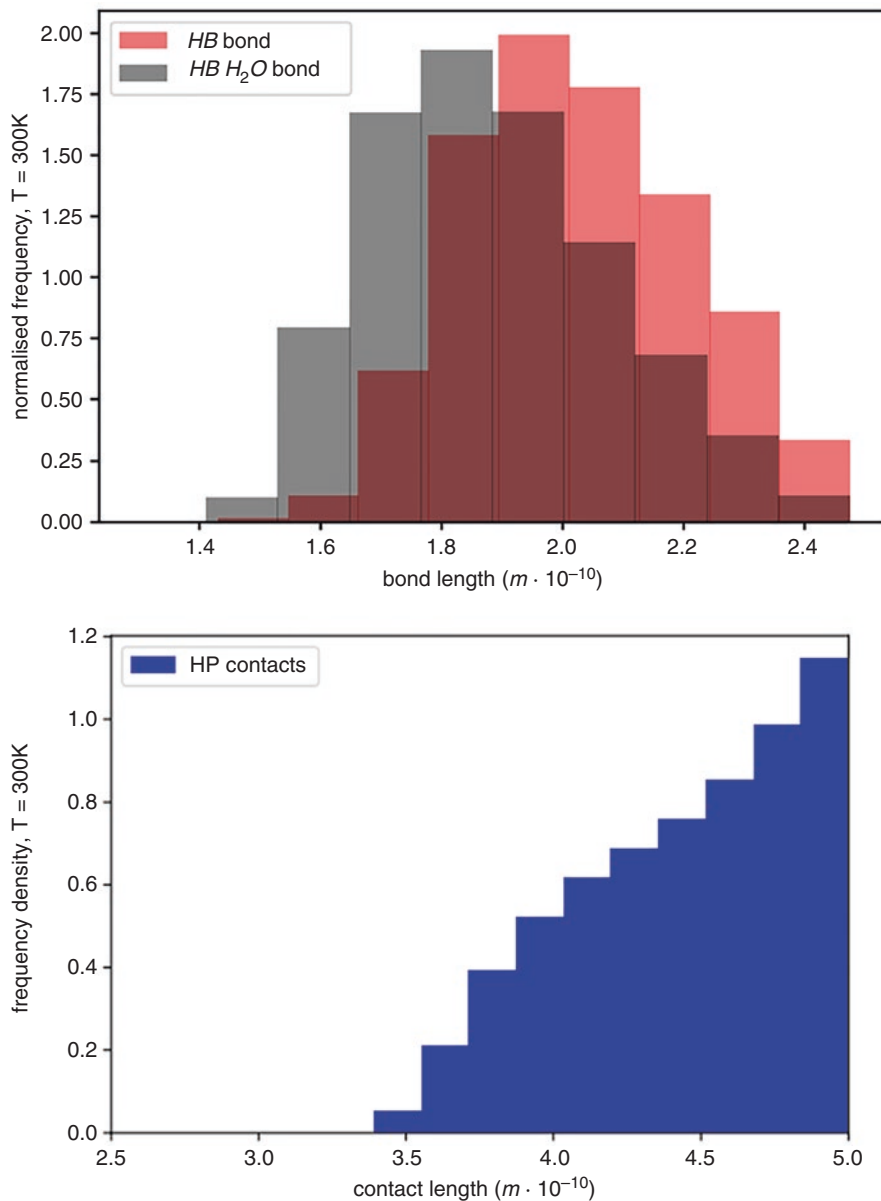 normalised frequency, T = 300K
2.00
1.75
1.50
1.25
1.00
0.75
0.50
0.25
0.00
HB bond
HB H₂O bond
1.4 1.6 1.8 2.0 2.2 2.4
bond length (m · 10⁻¹⁰)
frequency density, T = 300K
1.2
1.0
0.8
0.6
0.4
0.2
0.0
HP contacts
2.5 3.0 3.5 4.0 4.5 5.0
contact length (m · 10⁻¹⁰)